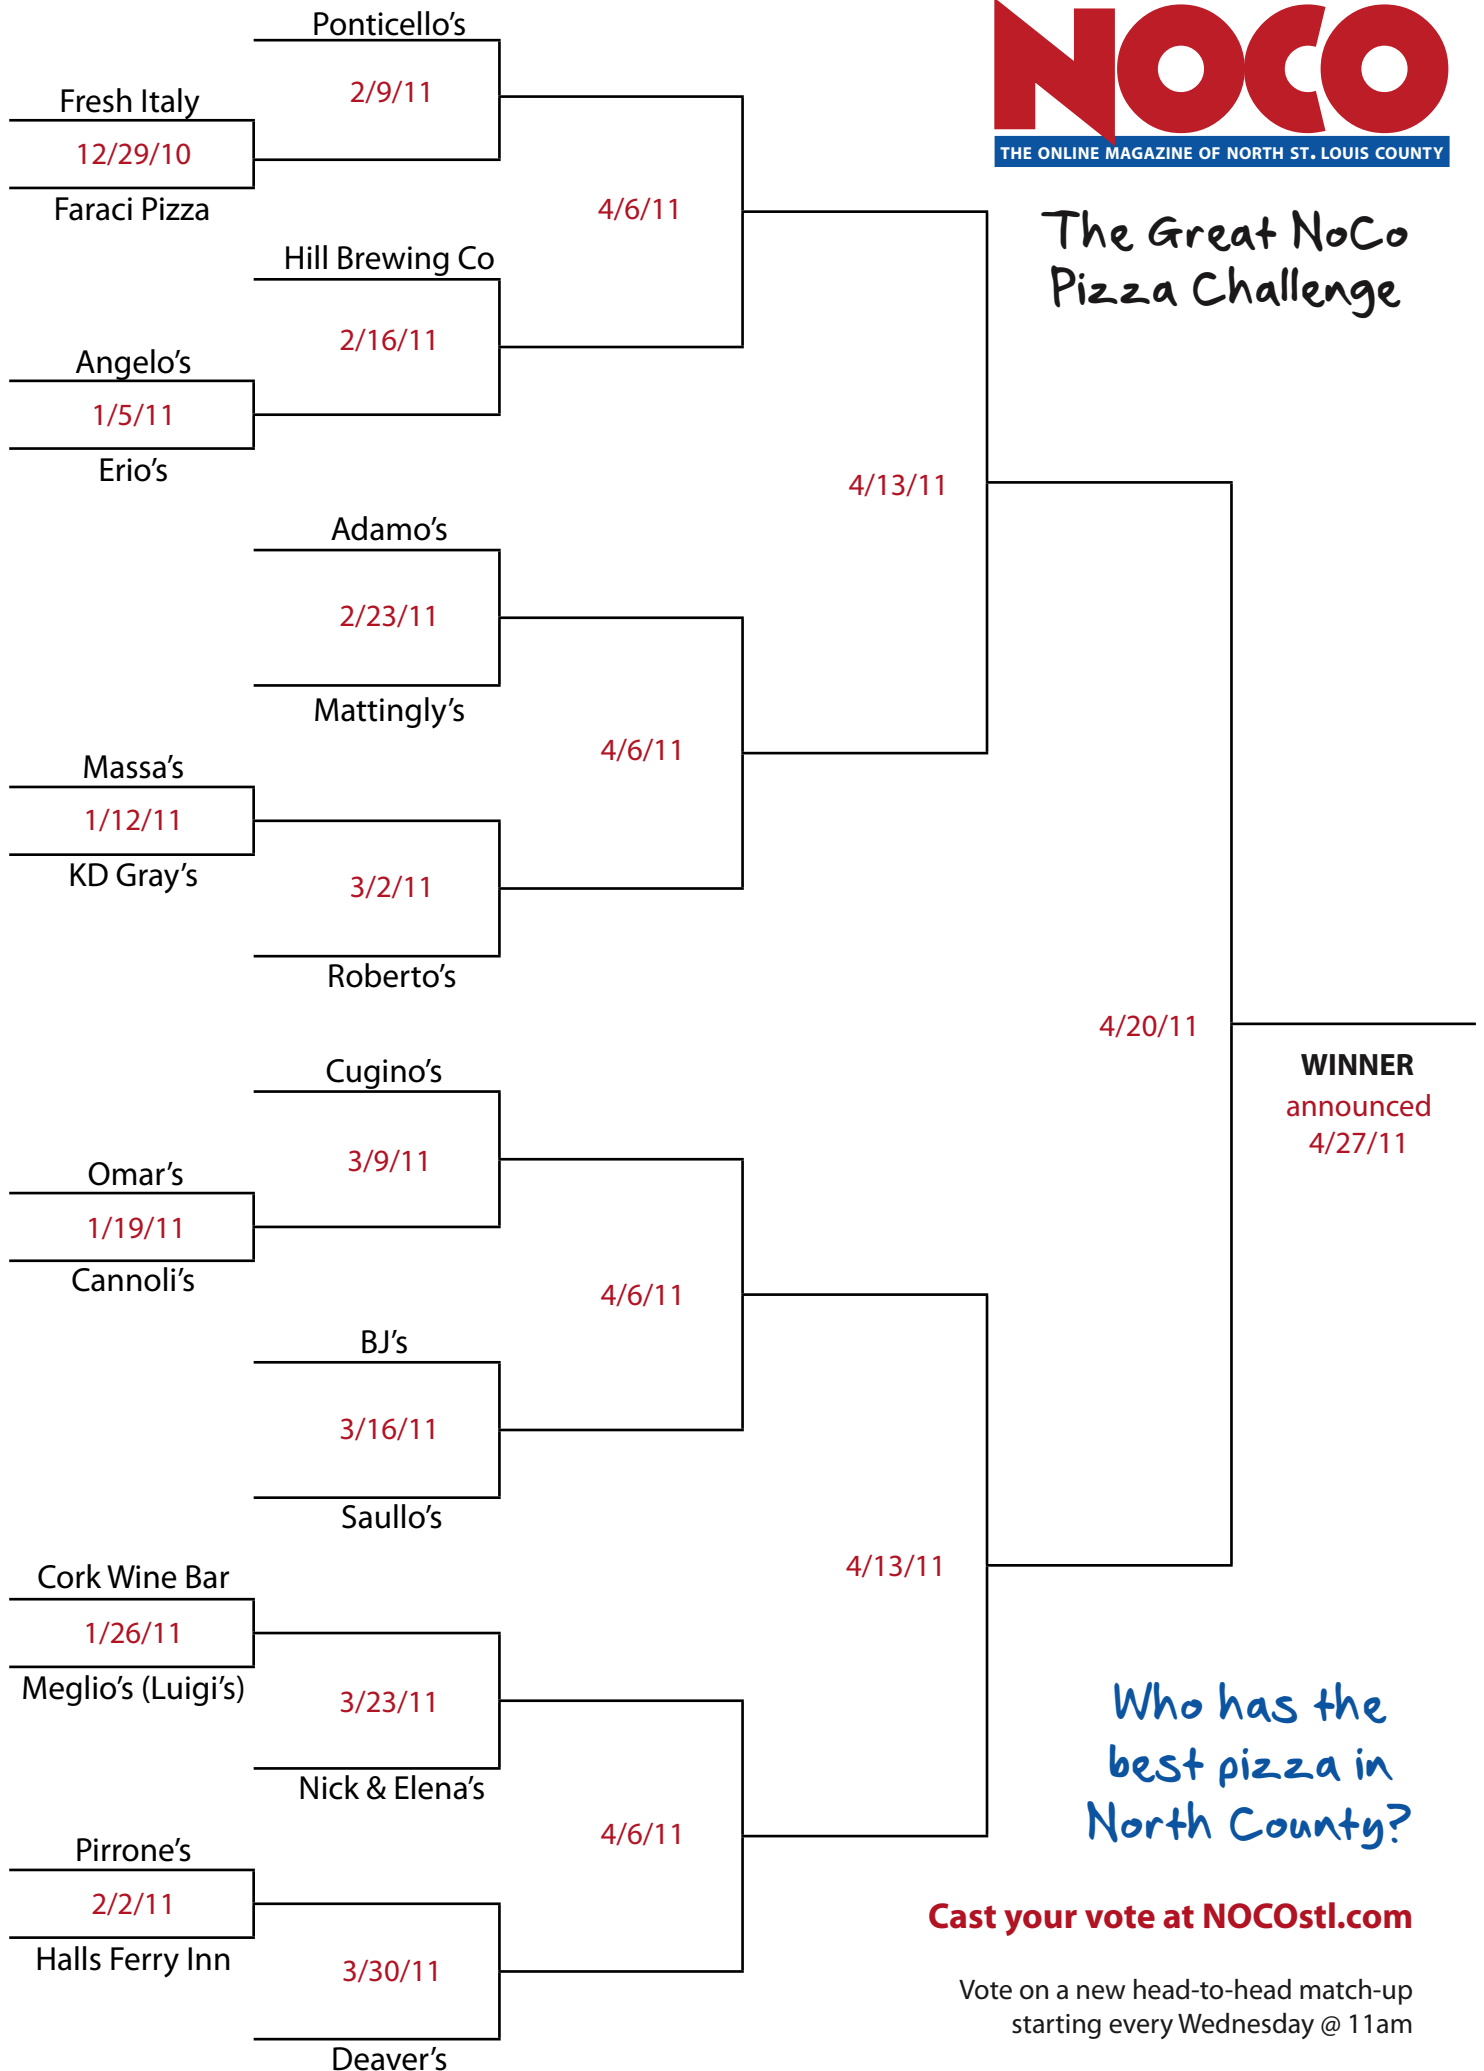 Ponticello's
2/9/11
Fresh Italy
12/29/10
Faraci Pizza
4/6/11
Hill Brewing Co
2/16/11
Angelo's
1/5/11
Erio's
4/13/11
Adamo's
2/23/11
Mattingly's
4/6/11
Massa's
1/12/11
KD Gray's
3/2/11
Roberto's
4/20/11
Cugino's
3/9/11
Omar's
1/19/11
Cannoli's
4/6/11
BJ's
3/16/11
Saullo's
4/13/11
Cork Wine Bar
1/26/11
Meglio's (Luigi's)
3/23/11
Nick & Elena's
4/6/11
Pirrone's
2/2/11
Halls Ferry Inn
3/30/11
Deaver's
NOCO
THE ONLINE MAGAZINE OF NORTH ST. LOUIS COUNTY
The Great NoCo
Pizza Challenge
WINNER
announced
4/27/11
Who has the
best pizza in
North County?
Cast your vote at NOCOstl.com
Vote on a new head-to-head match-up
starting every Wednesday @ 11am